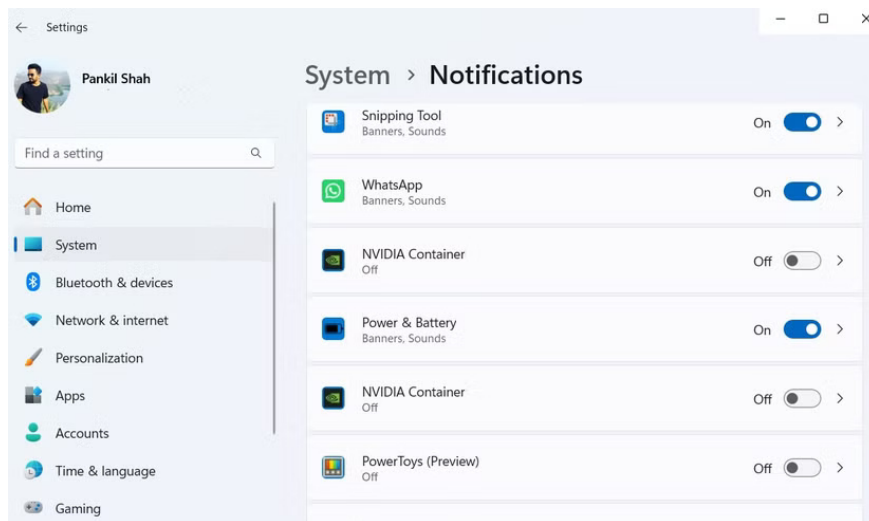 Settings
Pankil Shah
Find a setting
Home
System
Bluetooth & devices
Network & internet
Personalization
Apps
Accounts
Time & language
Gaming
System > Notifications
Snipping Tool
Banners, Sounds
On
WhatsApp
Banners, Sounds
On
NVIDIA Container
Off
Off
Power & Battery
Banners, Sounds
On
NVIDIA Container
Off
Off
PowerToys (Preview)
Off
Off